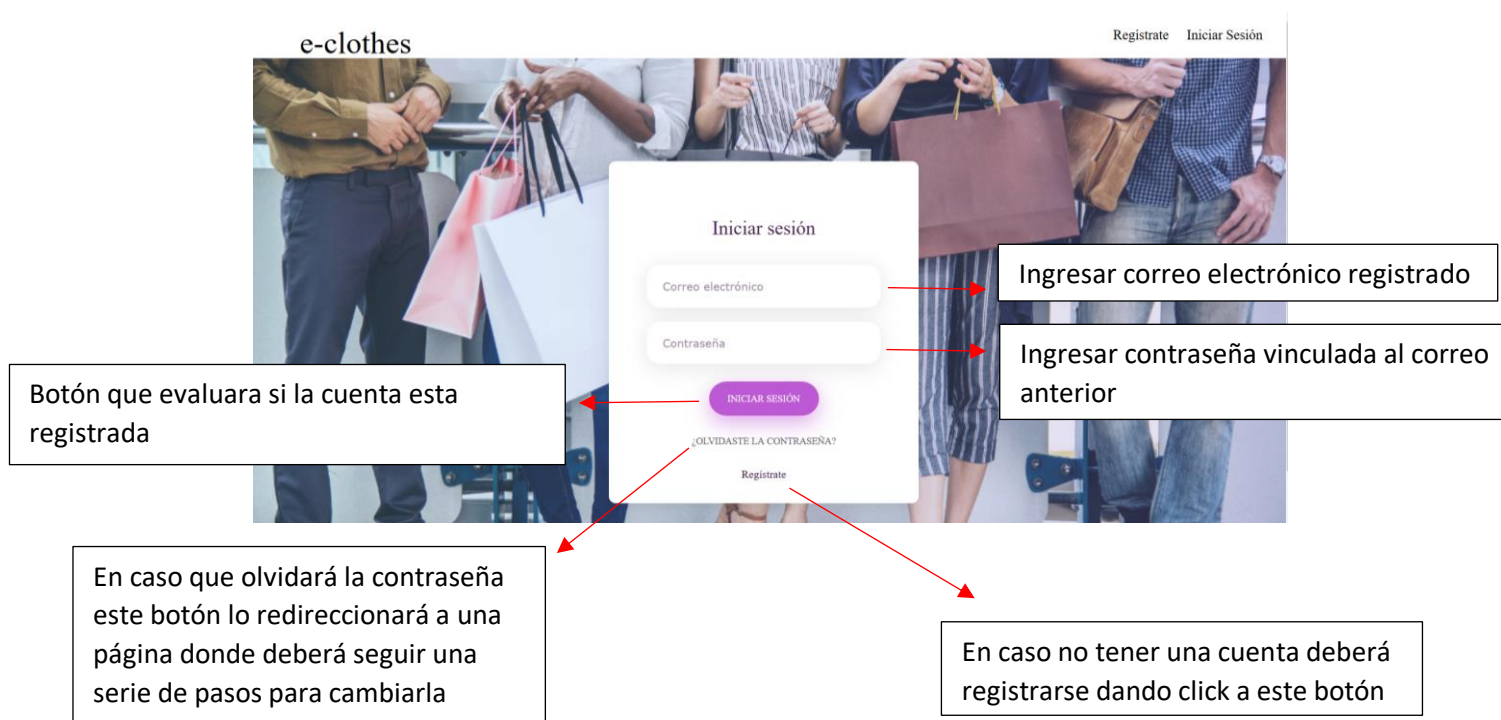 e-clothes
Regístrate Iniciar Sesión
Iniciar sesión
Correo electrónico
Ingresar correo electrónico registrado
Contraseña
Ingresar contraseña vinculada al correo
anterior
Botón que evaluara si la cuenta esta
registrada
INICIAR SESIÓN
¿OLVIDASTE LA CONTRASEÑA?
Regístrate
En caso que olvidará la contraseña
este botón lo redireccionará a una
página donde deberá seguir una
serie de pasos para cambiarla
En caso no tener una cuenta deberá
registrarse dando click a este botón